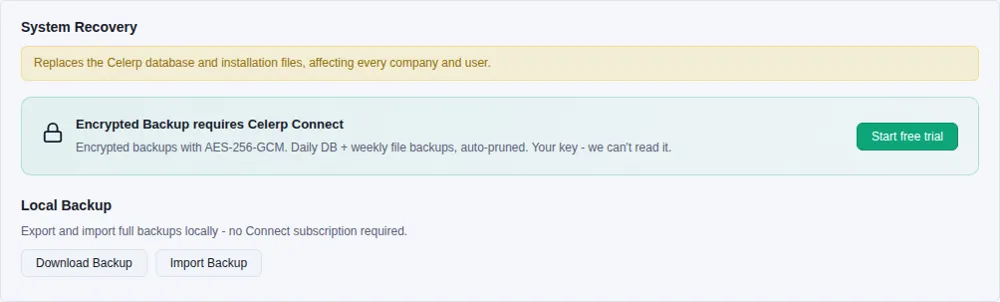 System Recovery
Replaces the Celerp database and installation files, affecting every company and user.
Encrypted Backup requires Celerp Connect
Encrypted backups with AES-256-GCM. Daily DB + weekly file backups, auto-pruned. Your key - we can't read it.
Start free trial
Local Backup
Export and import full backups locally - no Connect subscription required.
Download Backup
Import Backup